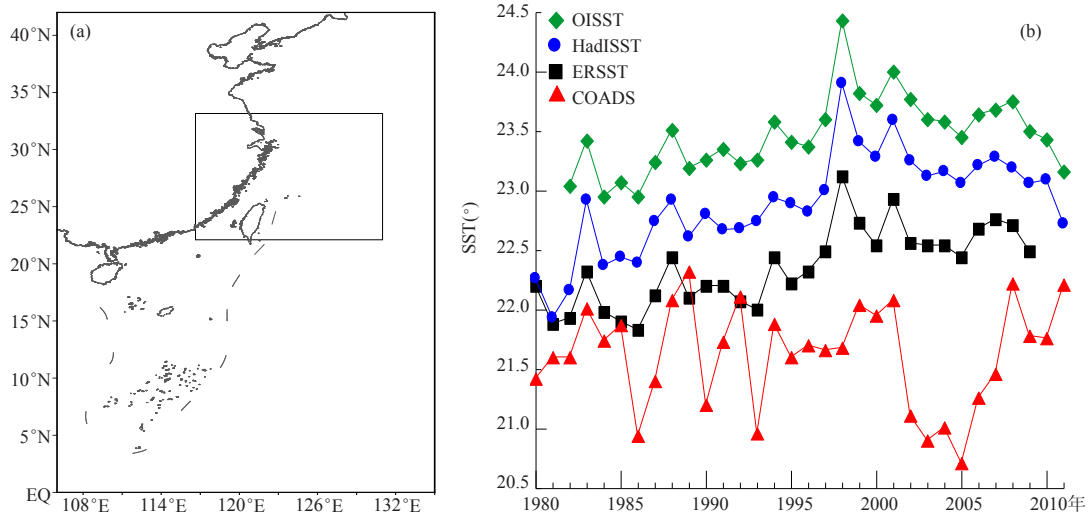 (a)
40°N
35°N
30°N
25°N
20°N
15°N
10°N
5°N
EQ
108°E
114°E
120°E
126°E
132°E
(b)
OISST
HadISST
ERSST
COADS
SST(°)
24.5
24.0
23.5
23.0
22.5
22.0
21.5
21.0
20.5
1980
1985
1990
1995
2000
2005
2010年